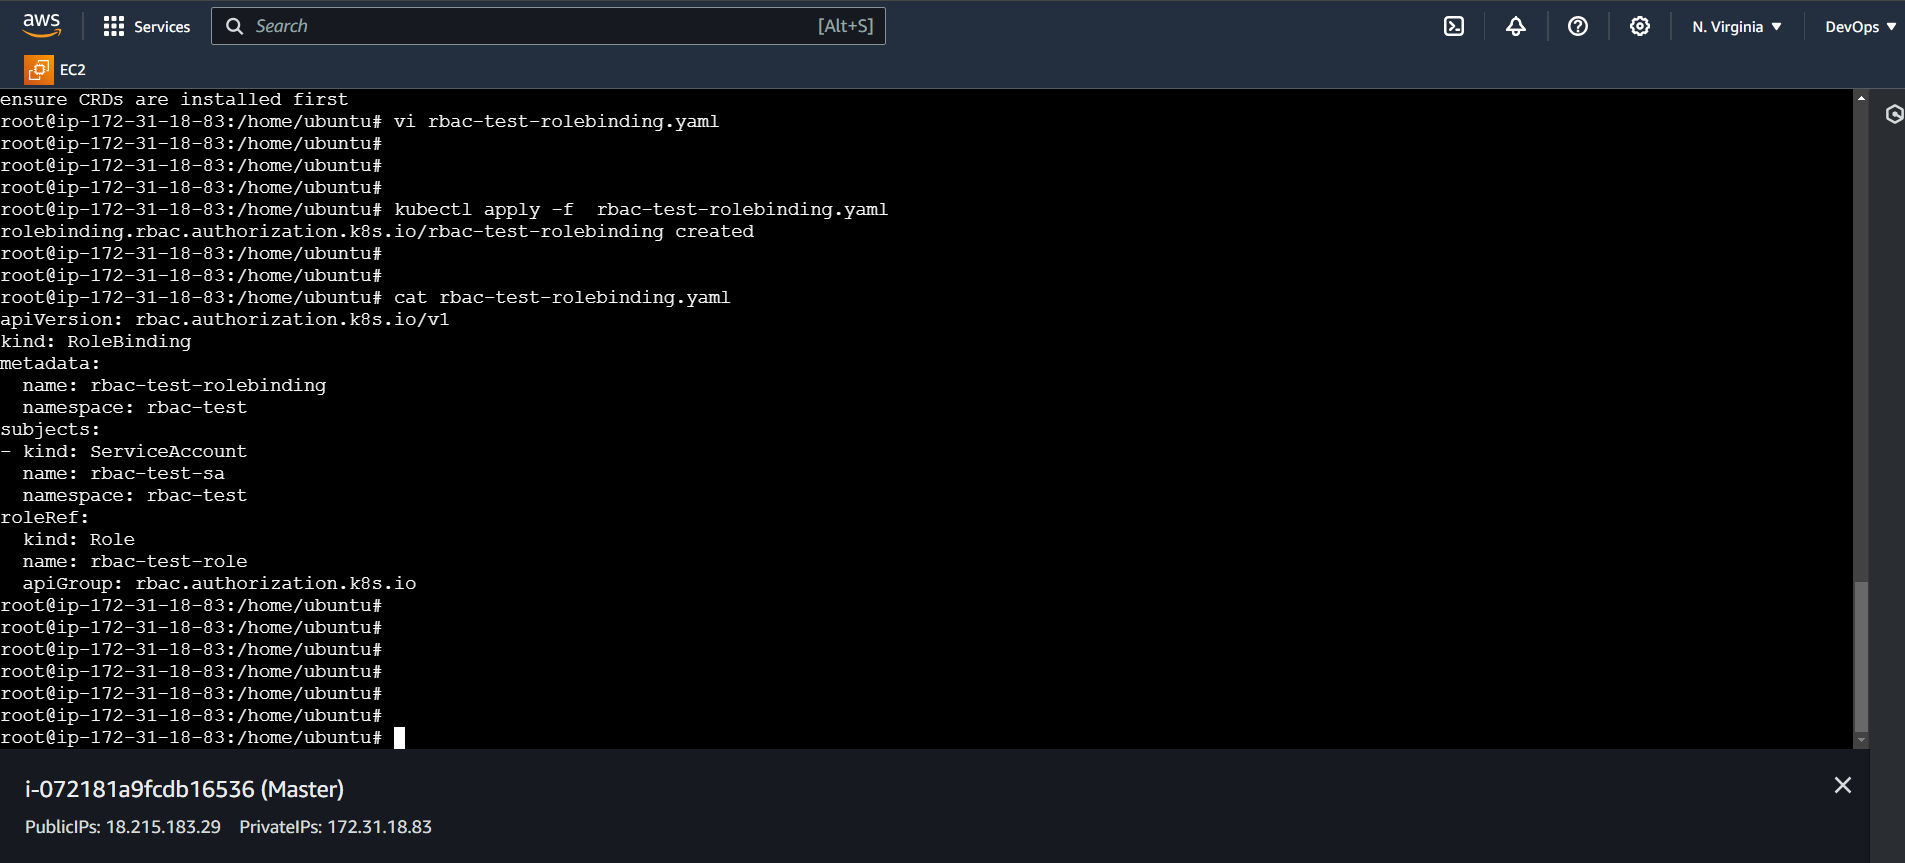 aws
Services
Search
[Alt+S]
N. Virginia
DevOps
EC2
ensure CRDs are installed first
root@ip-172-31-18-83:/home/ubuntu# vi rbac-test-rolebinding.yaml
root@ip-172-31-18-83:/home/ubuntu#
root@ip-172-31-18-83:/home/ubuntu#
root@ip-172-31-18-83:/home/ubuntu#
root@ip-172-31-18-83:/home/ubuntu# kubectl apply -f  rbac-test-rolebinding.yaml
rolebinding.rbac.authorization.k8s.io/rbac-test-rolebinding created
root@ip-172-31-18-83:/home/ubuntu#
root@ip-172-31-18-83:/home/ubuntu#
root@ip-172-31-18-83:/home/ubuntu# cat rbac-test-rolebinding.yaml
apiVersion: rbac.authorization.k8s.io/v1
kind: RoleBinding
metadata:
  name: rbac-test-rolebinding
  namespace: rbac-test
subjects:
- kind: ServiceAccount
  name: rbac-test-sa
  namespace: rbac-test
roleRef:
  kind: Role
  name: rbac-test-role
  apiGroup: rbac.authorization.k8s.io
root@ip-172-31-18-83:/home/ubuntu#
root@ip-172-31-18-83:/home/ubuntu#
root@ip-172-31-18-83:/home/ubuntu#
root@ip-172-31-18-83:/home/ubuntu#
root@ip-172-31-18-83:/home/ubuntu#
root@ip-172-31-18-83:/home/ubuntu#
root@ip-172-31-18-83:/home/ubuntu#
i-072181a9fcdb16536 (Master)
PublicIPs: 18.215.183.29 PrivateIPs: 172.31.18.83